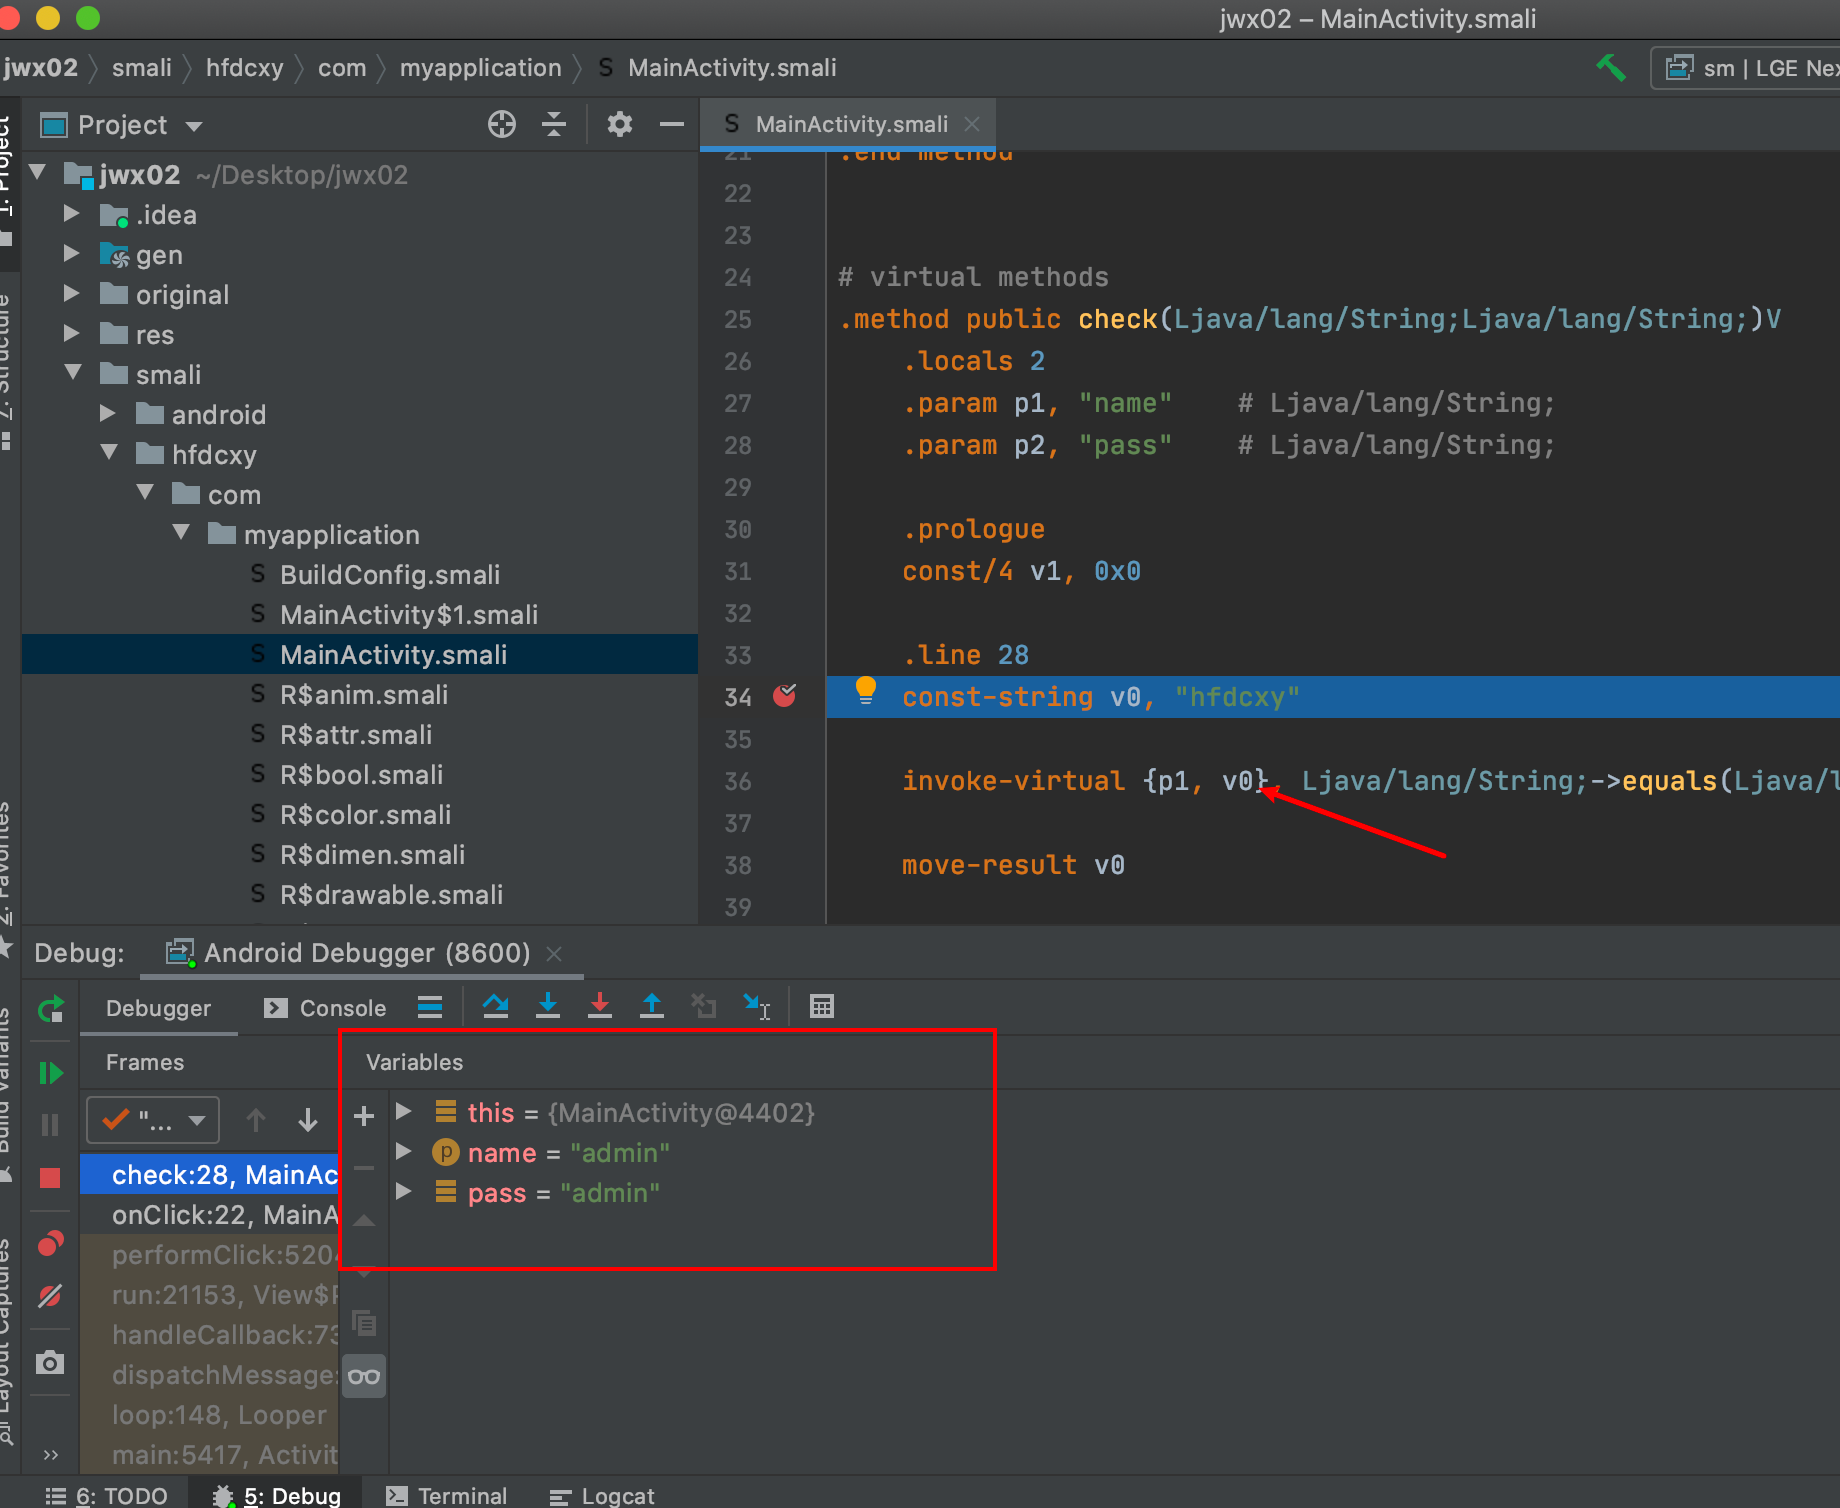 jwx02 – MainActivity.smali
jwx02 smali hfdcxy com myapplication S MainActivity.smali
sm | LGE Nex
Project
S MainActivity.smali
1: Project
jwx02 ~/Desktop/jwx02
.idea
gen
original
res
smali
android
hfdcxy
com
myapplication
S BuildConfig.smali
S MainActivity$1.smali
S MainActivity.smali
S R$anim.smali
S R$attr.smali
S R$bool.smali
S R$color.smali
S R$dimen.smali
S R$drawable.smali
Z: Structure
2: Favorites
Build Variants
Layout Captures
21 .end method
22
23
24 # virtual methods
25 .method public check(Ljava/lang/String;Ljava/lang/String;)V
26 .locals 2
27 .param p1, "name" # Ljava/lang/String;
28 .param p2, "pass" # Ljava/lang/String;
29
30 .prologue
31 const/4 v1, 0x0
32
33 .line 28
34 const-string v0, "hfdcxy"
35
36 invoke-virtual {p1, v0}, Ljava/lang/String;->equals(Ljava/l
37
38 move-result v0
39
Debug: Android Debugger (8600)
Debugger Console
Frames
Variables
"...
check:28, MainAc
onClick:22, MainA
performClick:5204
run:21153, View$P
handleCallback:73
dispatchMessage:
loop:148, Looper
main:5417, Activit
this = {MainActivity@4402}
p name = "admin"
pass = "admin"
6: TODO 5: Debug Terminal Logcat